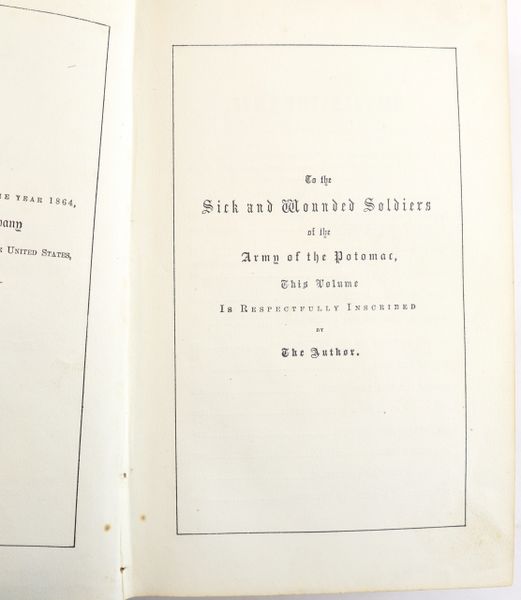 E YEAR 1864,
pany
UNITED STATES,
To the
Sick and Wounded Soldiers
of the
Army of the Potomac,
This Volume
IS RESPECTFULLY INSCRIBED
BY
The Author.